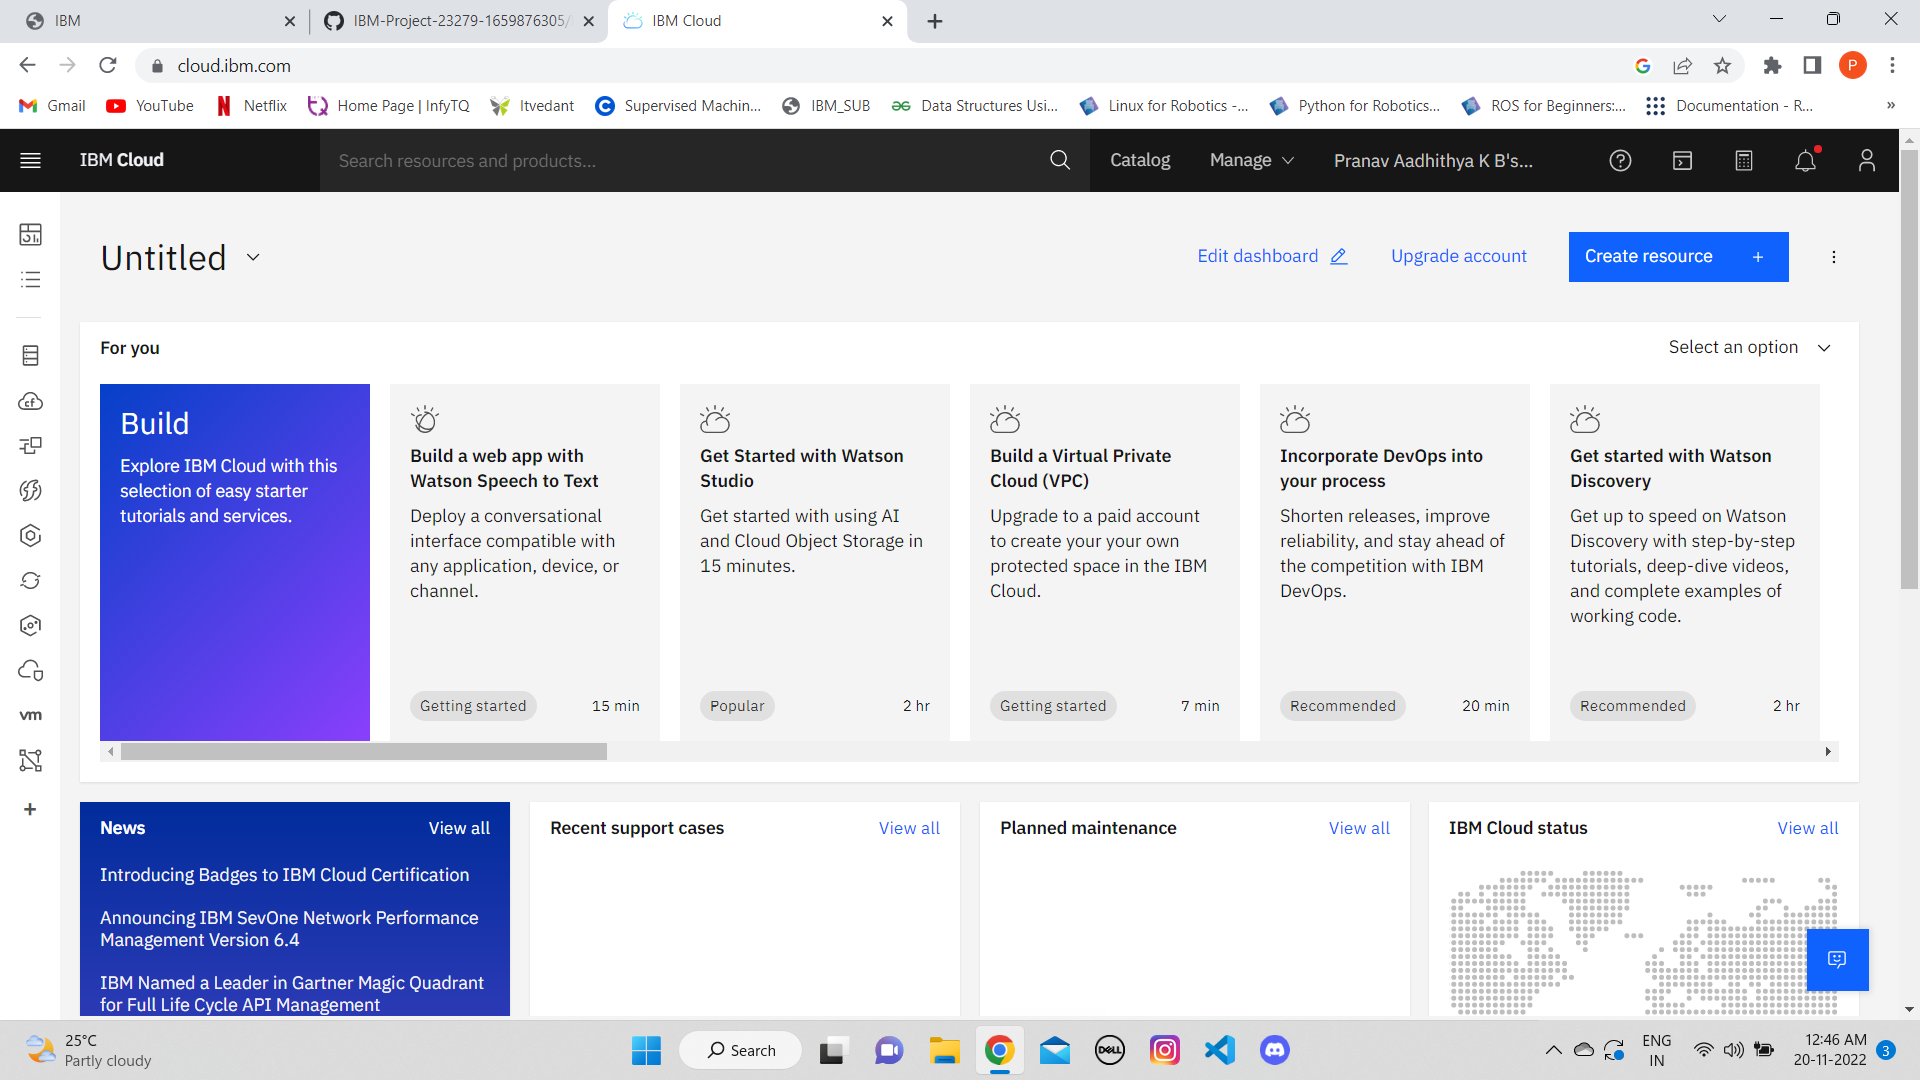 IBM
IBM-Project-23279-1659876305/
IBM Cloud
cloud.ibm.com
P
Gmail
YouTube
Netflix
Home Page | InfyTQ
Itvedant
Supervised Machin...
IBM_SUB
Data Structures Usi...
Linux for Robotics -...
Python for Robotics...
ROS for Beginners:...
Documentation - R...
»
IBM Cloud
Search resources and products...
Catalog
Manage
Pranav Aadhithya K B's...
Untitled
Edit dashboard
Upgrade account
Create resource +
For you
Select an option
Build
Explore IBM Cloud with this
selection of easy starter
tutorials and services.
Build a web app with
Watson Speech to Text
Deploy a conversational
interface compatible with
any application, device, or
channel.
Getting started 15 min
Get Started with Watson
Studio
Get started with using AI
and Cloud Object Storage in
15 minutes.
Popular 2 hr
Build a Virtual Private
Cloud (VPC)
Upgrade to a paid account
to create your your own
protected space in the IBM
Cloud.
Getting started 7 min
Incorporate DevOps into
your process
Shorten releases, improve
reliability, and stay ahead of
the competition with IBM
DevOps.
Recommended 20 min
Get started with Watson
Discovery
Get up to speed on Watson
Discovery with step-by-step
tutorials, deep-dive videos,
and complete examples of
working code.
Recommended 2 hr
cf
vm
News View all
Introducing Badges to IBM Cloud Certification
Announcing IBM SevOne Network Performance
Management Version 6.4
IBM Named a Leader in Gartner Magic Quadrant
for Full Life Cycle API Management
Recent support cases View all
Planned maintenance View all
IBM Cloud status View all
25°C
Partly cloudy
Search
DELL
ENG
IN
12:46 AM
20-11-2022
3